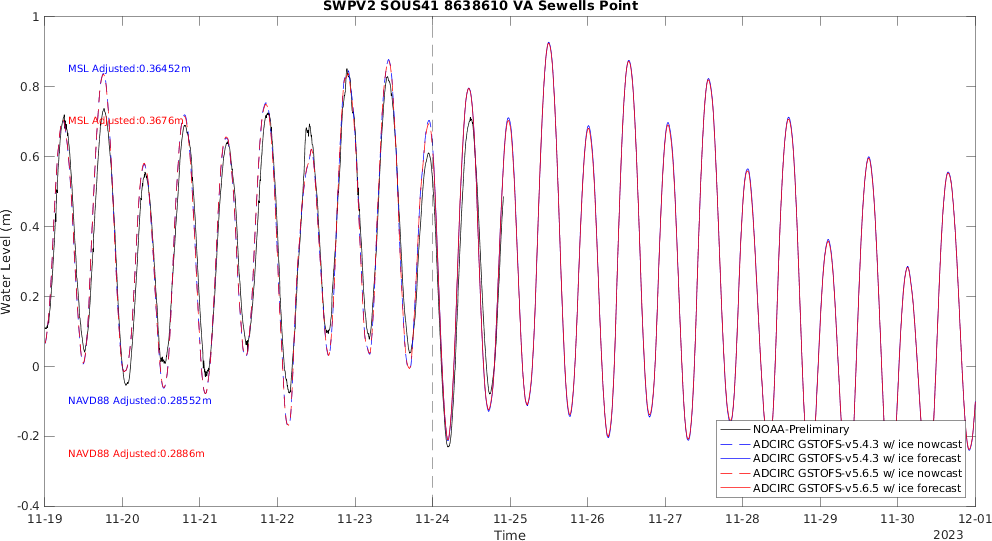 SWPV2 SOUS41 8638610 VA Sewells Point
1
0.8
0.6
0.4
0.2
0
-0.2
-0.4
Water Level (m)
MSL Adjusted:0.36452m
MSL Adjusted:0.3676m
NAVD88 Adjusted:0.28552m
NAVD88 Adjusted:0.2886m
NOAA-Preliminary
ADCIRC GSTOFS-v5.4.3 w/ ice nowcast
ADCIRC GSTOFS-v5.4.3 w/ ice forecast
ADCIRC GSTOFS-v5.6.5 w/ ice nowcast
ADCIRC GSTOFS-v5.6.5 w/ ice forecast
11-19 11-20 11-21 11-22 11-23 11-24 11-25 11-26 11-27 11-28 11-29 11-30 12-01
Time
2023